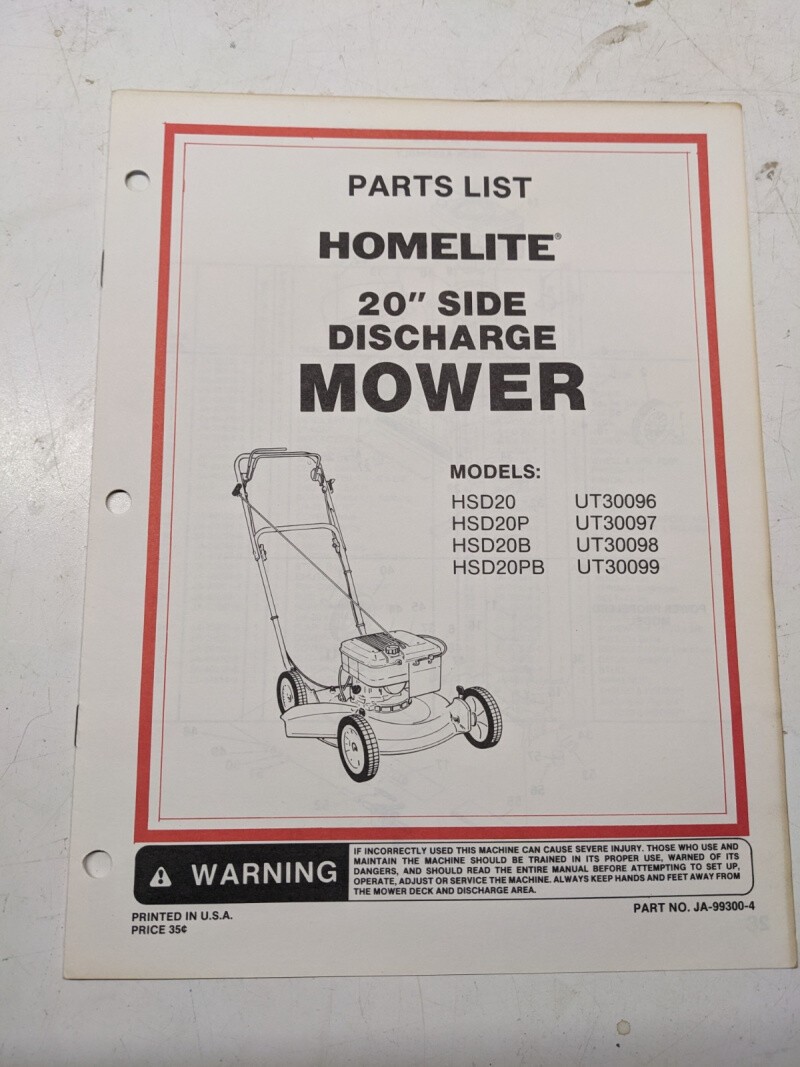 PARTS LIST
HOMELITE®
20" SIDE
DISCHARGE
MOWER
MODELS:
HSD20 UT30096
HSD20P UT30097
HSD20B UT30098
HSD20PB UT30099
WARNING
IF INCORRECTLY USED THIS MACHINE CAN CAUSE SEVERE INJURY. THOSE WHO USE AND
MAINTAIN THE MACHINE SHOULD BE TRAINED IN ITS PROPER USE, WARNED OF ITS
DANGERS, AND SHOULD READ THE ENTIRE MANUAL BEFORE ATTEMPTING TO SET UP,
OPERATE, ADJUST OR SERVICE THE MACHINE. ALWAYS KEEP HANDS AND FEET AWAY FROM
THE MOWER DECK AND DISCHARGE AREA.
PRINTED IN U.S.A.
PRICE 35¢
PART NO. JA-99300-4